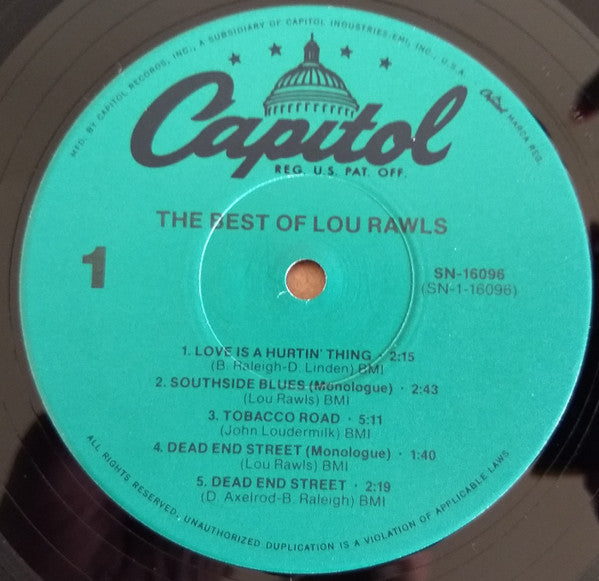 MFD. BY CAPITOL RECORDS, INC., A SUBSIDIARY OF CAPITOL INDUSTRIES-EMI, INC., U.S.A.
Capitol MARCA REG.
Capitol
REG. U.S. PAT. OFF.
THE BEST OF LOU RAWLS
1
SN-16096
(SN-1-16096)
1. LOVE IS A HURTIN' THING · 2:15
(B. Raleigh-D. Linden) BMI
2. SOUTHSIDE BLUES (Monologue) · 2:43
(Lou Rawls) BMI
3. TOBACCO ROAD · 5:11
(John Loudermilk) BMI
4. DEAD END STREET (Monologue) · 1:40
(Lou Rawls) BMI
5. DEAD END STREET · 2:19
(D. Axelrod-B. Raleigh) BMI
ALL RIGHTS RESERVED. UNAUTHORIZED DUPLICATION IS A VIOLATION OF APPLICABLE LAWS